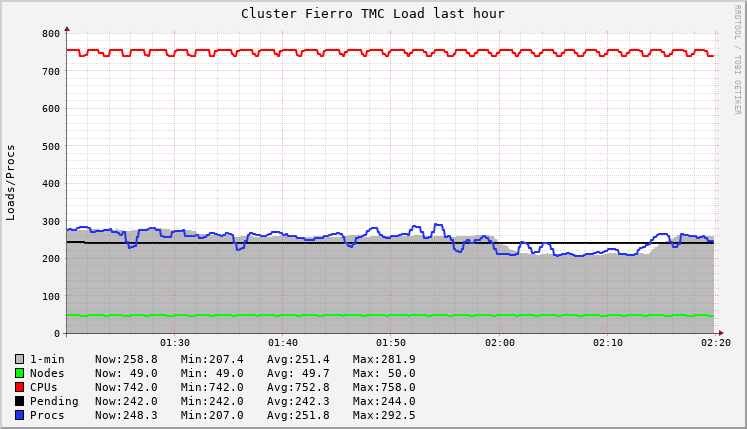 Cluster Fierro TMC Load last hour
RRDTOOL / TOBI OETIKER
Loads/Procs
800
700
600
500
400
300
200
100
0
01:30 01:40 01:50 02:00 02:10 02:20
1-min Now:258.8 Min:207.4 Avg:251.4 Max:281.9
Nodes Now: 49.0 Min: 49.0 Avg: 49.7 Max: 50.0
CPUs Now:742.0 Min:742.0 Avg:752.8 Max:758.0
Pending Now:242.0 Min:242.0 Avg:242.3 Max:244.0
Procs Now:248.3 Min:207.0 Avg:251.8 Max:292.5